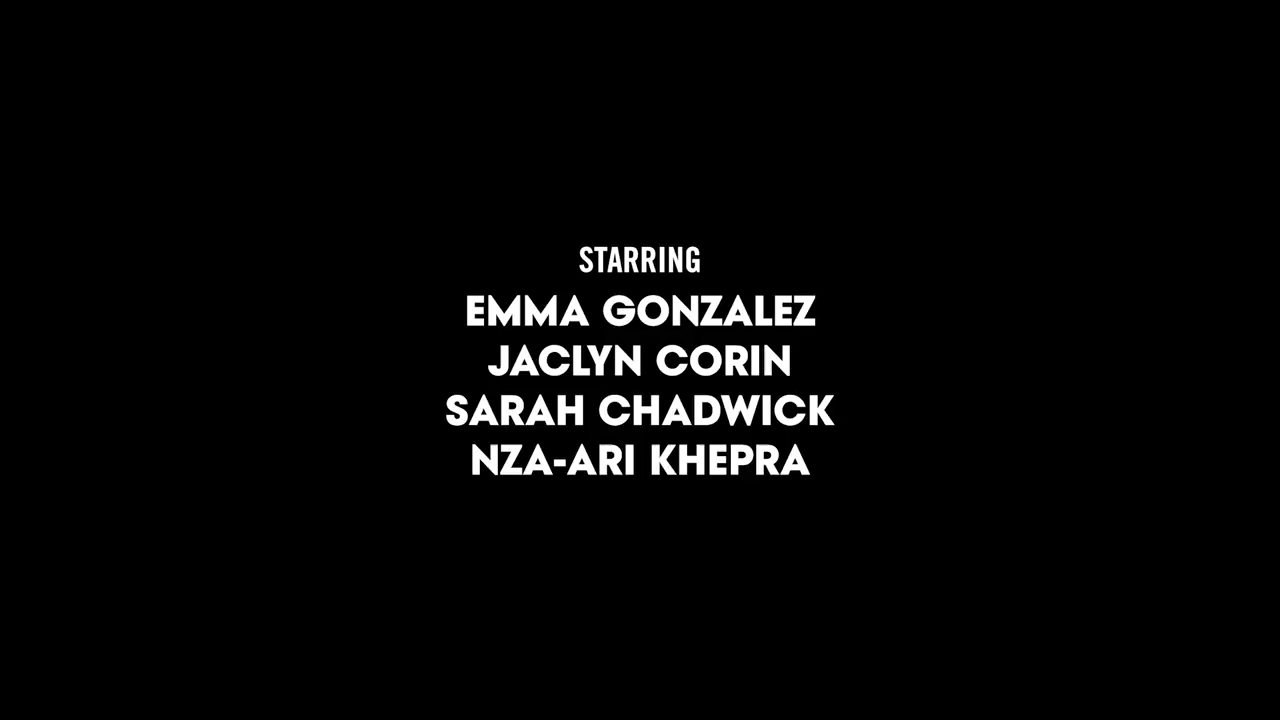 STARRING
EMMA GONZALEZ
JACLYN CORIN
SARAH CHADWICK
NZA-ARI KHEPRA